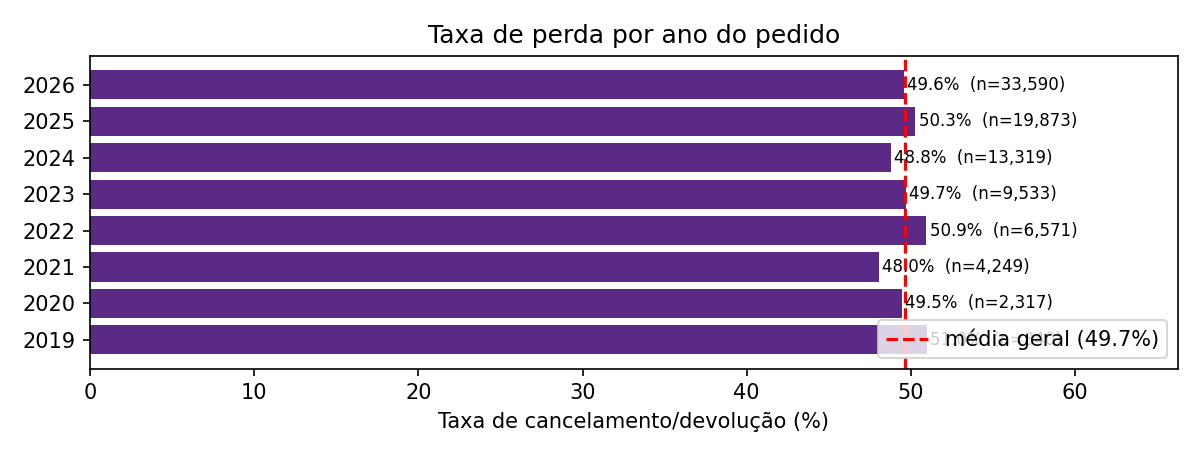 Taxa de perda por ano do pedido
2026
49.6% (n=33,590)
2025
50.3% (n=19,873)
2024
48.8% (n=13,319)
2023
49.7% (n=9,533)
2022
50.9% (n=6,571)
2021
48.0% (n=4,249)
2020
49.5% (n=2,317)
2019
média geral (49.7%)
0 10 20 30 40 50 60
Taxa de cancelamento/devolução (%)